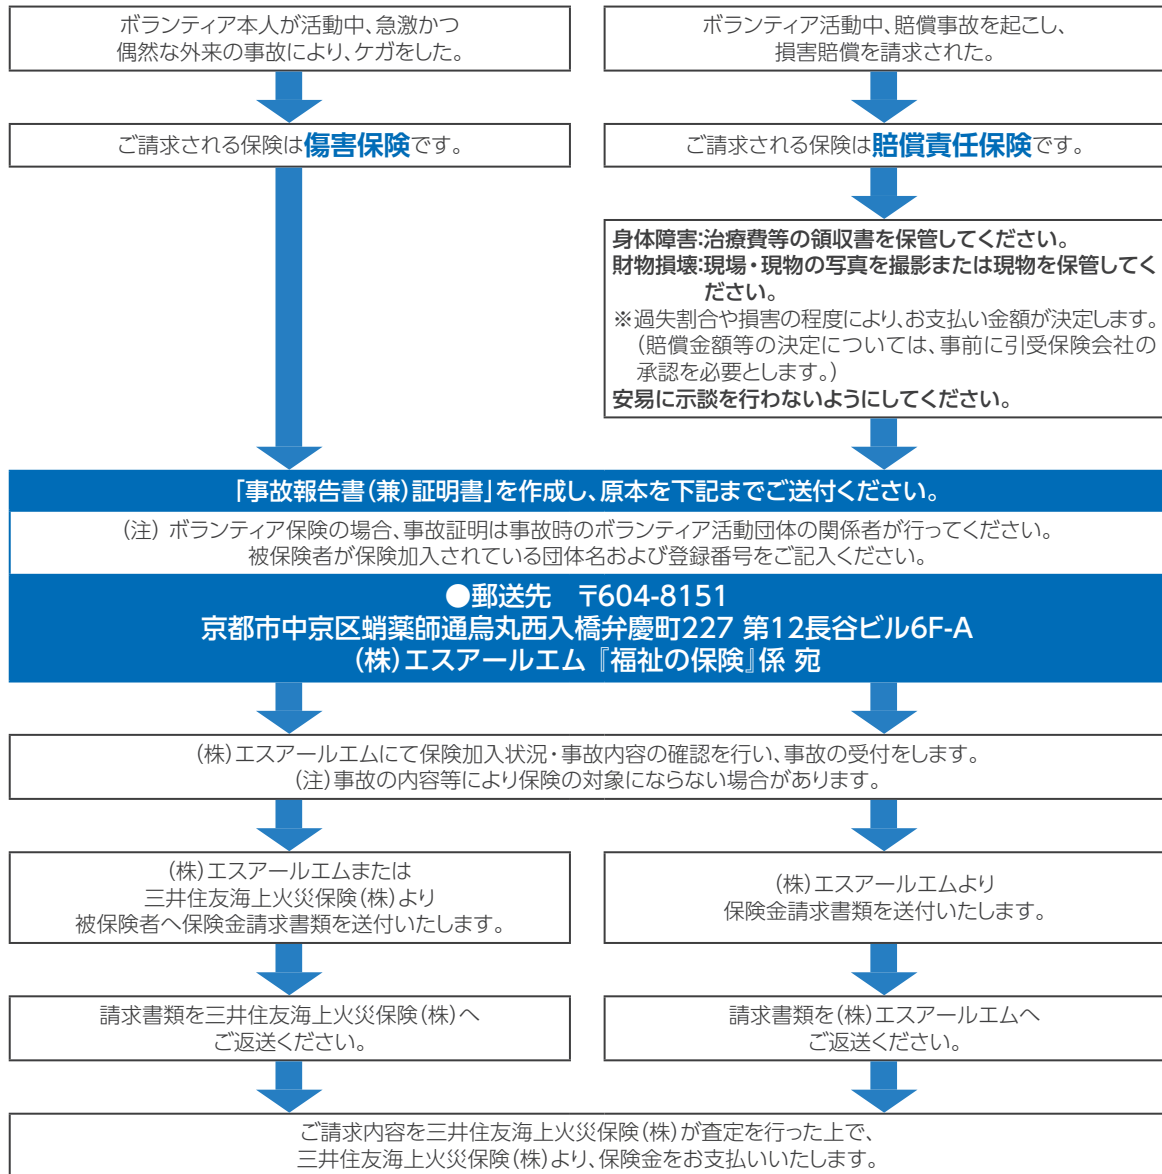 ボランティア本人が活動中、急激かつ
偶然な外来の事故により、ケガをした。
ボランティア活動中、賠償事故を起こし、
損害賠償を請求された。
ご請求される保険は傷害保険です。
ご請求される保険は賠償責任保険です。
身体障害:治療費等の領収書を保管してください。
財物損壊:現場・現物の写真を撮影または現物を保管してく
ださい。
※過失割合や損害の程度により、お支払い金額が決定します。
(賠償金額等の決定については、事前に引受保険会社の
承認を必要とします。)
安易に示談を行わないようにしてください。
「事故報告書(兼)証明書」を作成し、原本を下記までご送付ください。
(注) ボランティア保険の場合、事故証明は事故時のボランティア活動団体の関係者が行ってください。
被保険者が保険加入されている団体名および登録番号をご記入ください。
●郵送先　〒604-8151
京都市中京区蛸薬師通烏丸西入橋弁慶町227 第12長谷ビル6F-A
(株)エスアールエム『福祉の保険』係 宛
(株)エスアールエムにて保険加入状況・事故内容の確認を行い、事故の受付をします。
(注)事故の内容等により保険の対象にならない場合があります。
(株)エスアールエムまたは
三井住友海上火災保険(株)より
被保険者へ保険金請求書類を送付いたします。
(株)エスアールエムより
保険金請求書類を送付いたします。
請求書類を三井住友海上火災保険(株)へ
ご返送ください。
請求書類を(株)エスアールエムへ
ご返送ください。
ご請求内容を三井住友海上火災保険(株)が査定を行った上で、
三井住友海上火災保険(株)より、保険金をお支払いいたします。